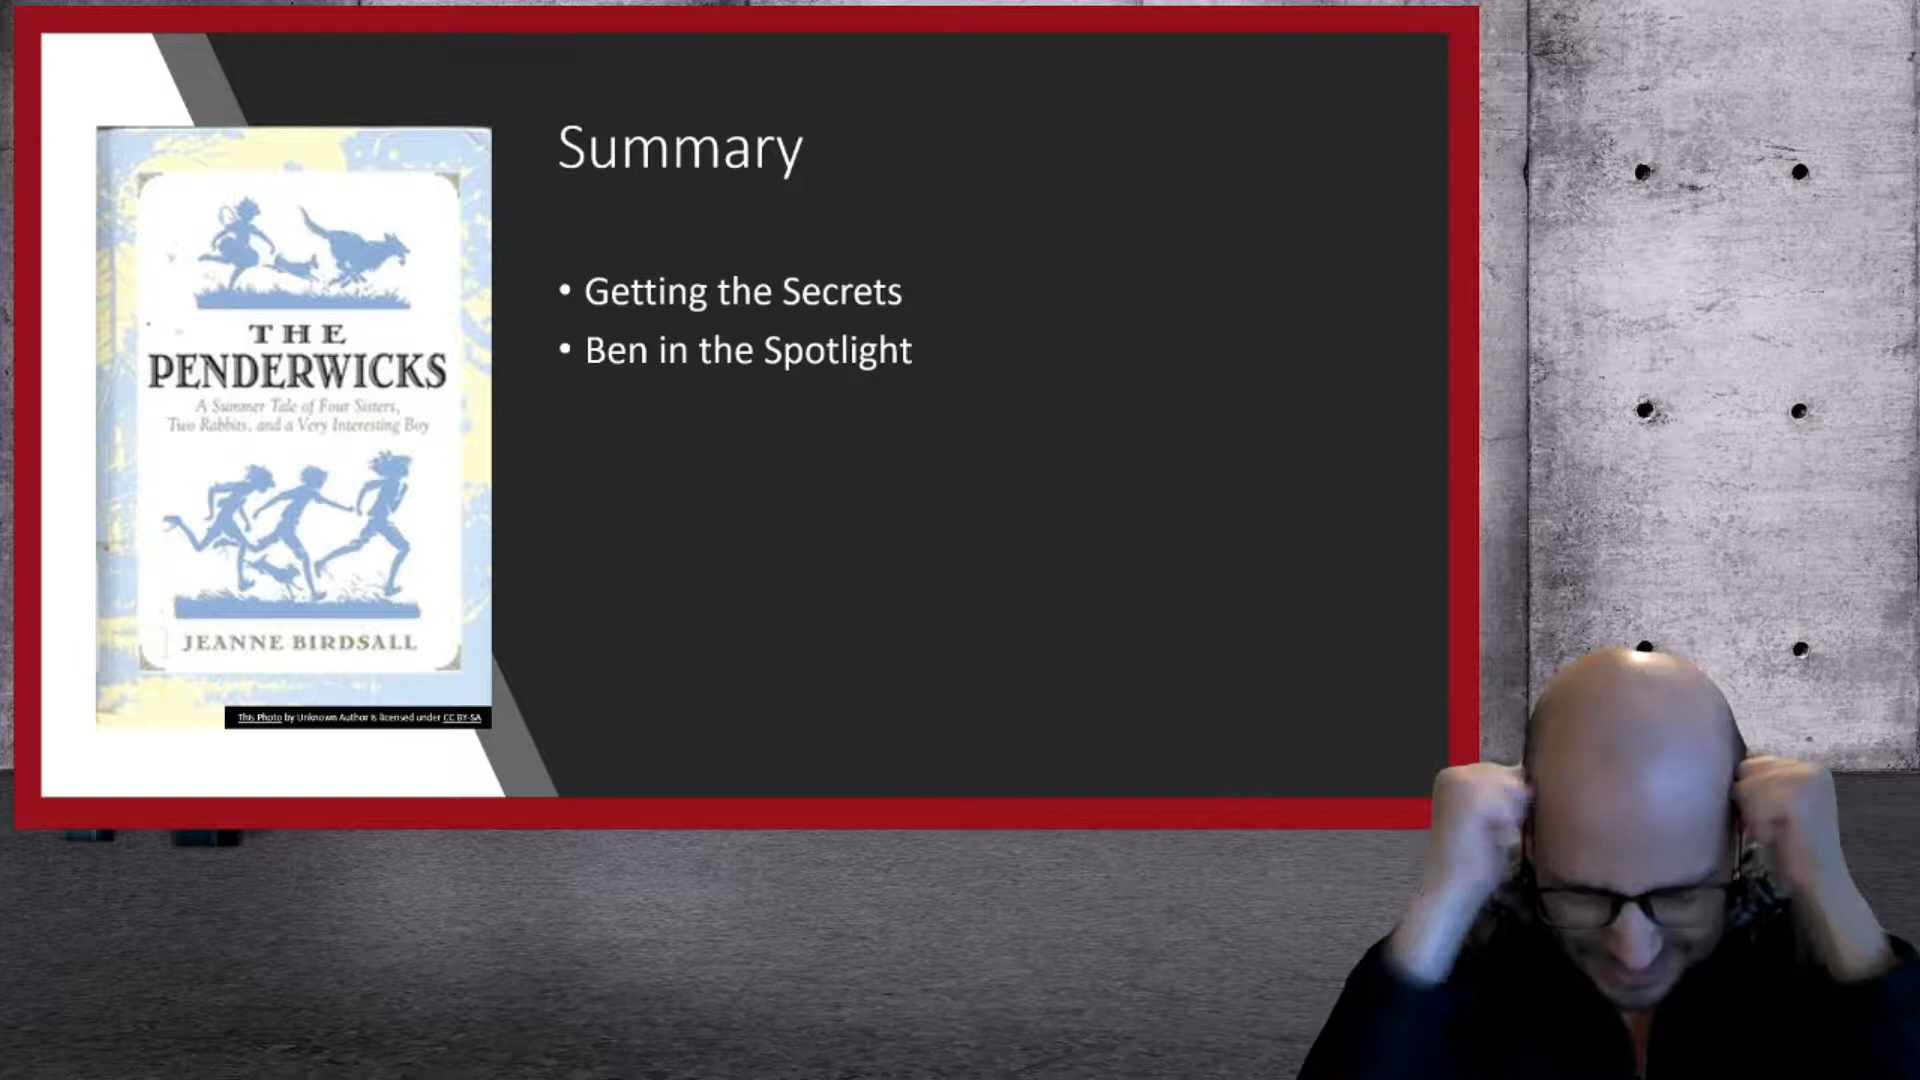 Summary
• Getting the Secrets
• Ben in the Spotlight
THE
PENDERWICKS
A Summer Tale of Four Sisters,
Two Rabbits, and a Very Interesting Boy
JEANNE BIRDSALL
This Photo by Unknown Author is licensed under CC BY-SA